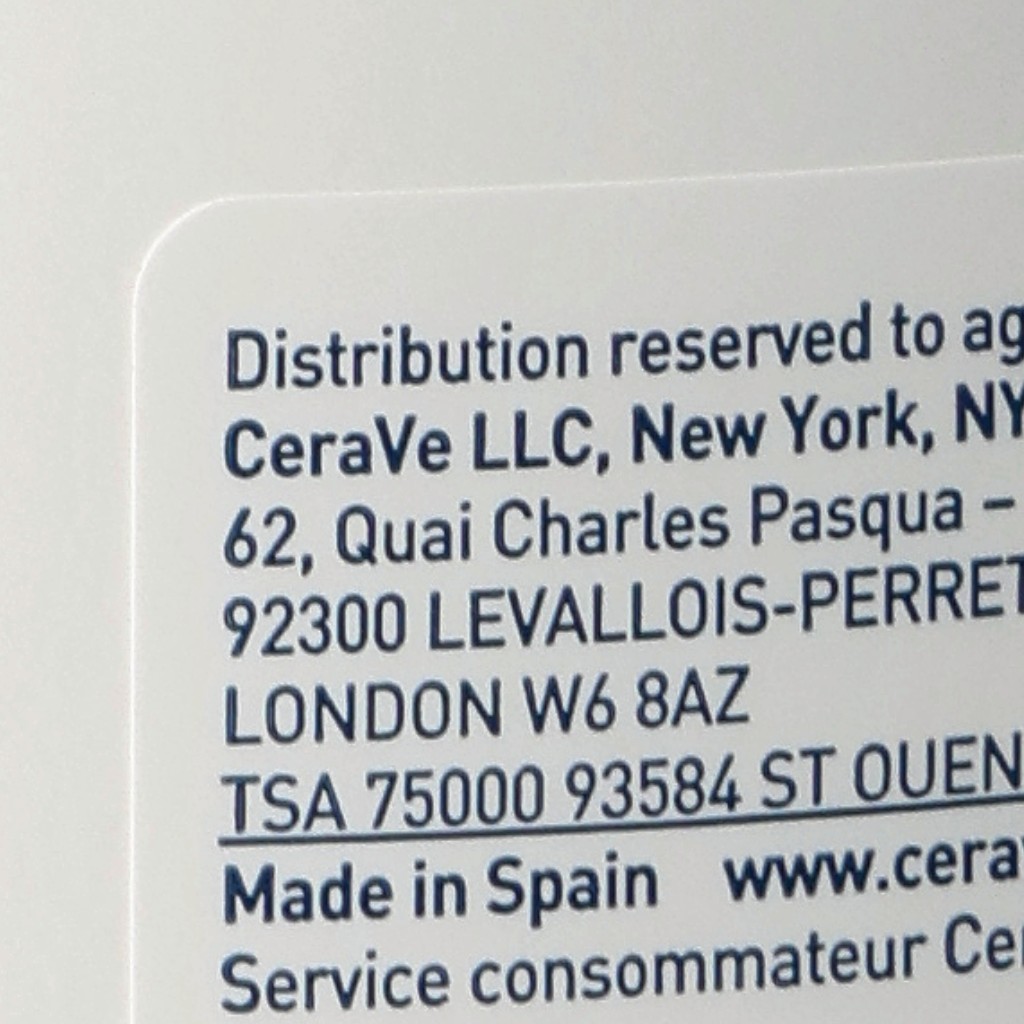 Distribution reserved to ag
CeraVe LLC, New York, NY
62, Quai Charles Pasqua –
92300 LEVALLOIS-PERRET
LONDON W6 8AZ
TSA 75000 93584 ST OUEN
Made in Spain www.cera
Service consommateur Cer